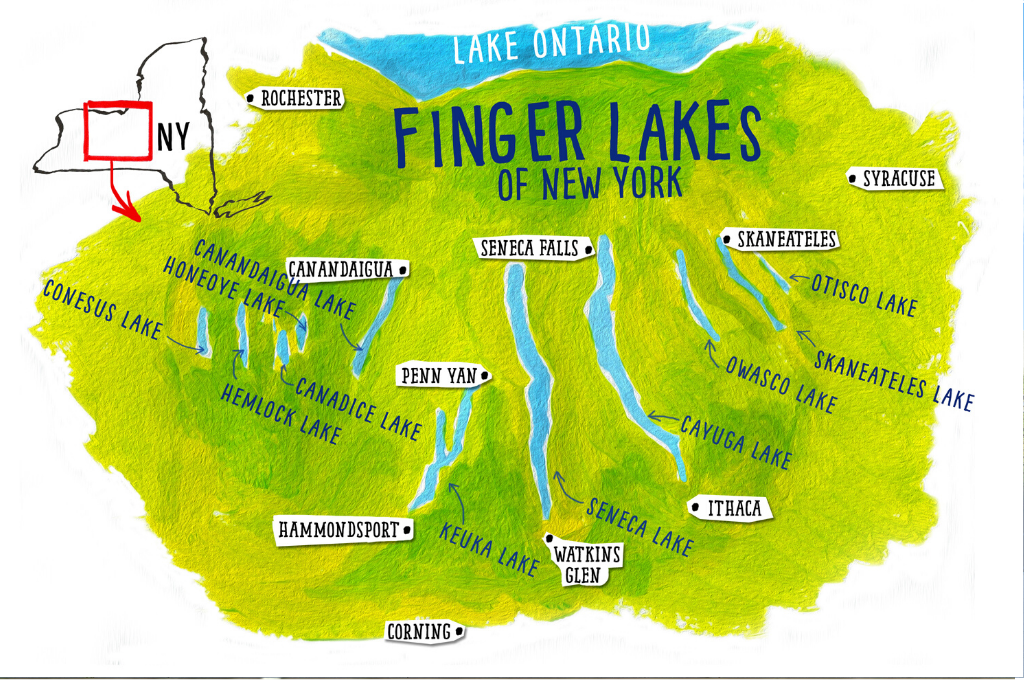 LAKE ONTARIO
ROCHESTER
FINGER LAKES
OF NEW YORK
NY
SYRACUSE
SENECA FALLS
SKANEATELES
CANANDAIGUA LAKE
CANANDAIGUA
HONEOYE LAKE
CONESUS LAKE
OTISCO LAKE
SKANEATELES LAKE
OWASCO LAKE
PENN YAN
CANADICE LAKE
HEMLOCK LAKE
CAYUGA LAKE
ITHACA
SENECA LAKE
HAMMONDSPORT
KEUKA LAKE
WATKINS
GLEN
CORNING